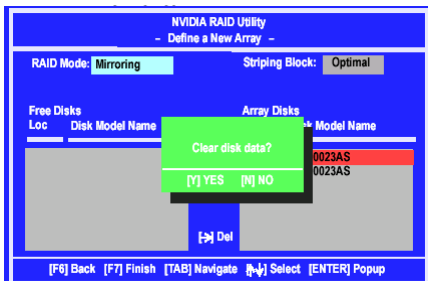 NVIDIA RAID Utility
- Define a New Array -
RAID Mode: Mirroring Striping Block: Optimal
Free Disks Array Disks
Loc Disk Model Name Model Name
Clear disk data?
0023AS
[Y] YES [N] NO 0023AS
[→] Del
[F6] Back [F7] Finish [TAB] Navigate [↑↓] Select [ENTER] Popup